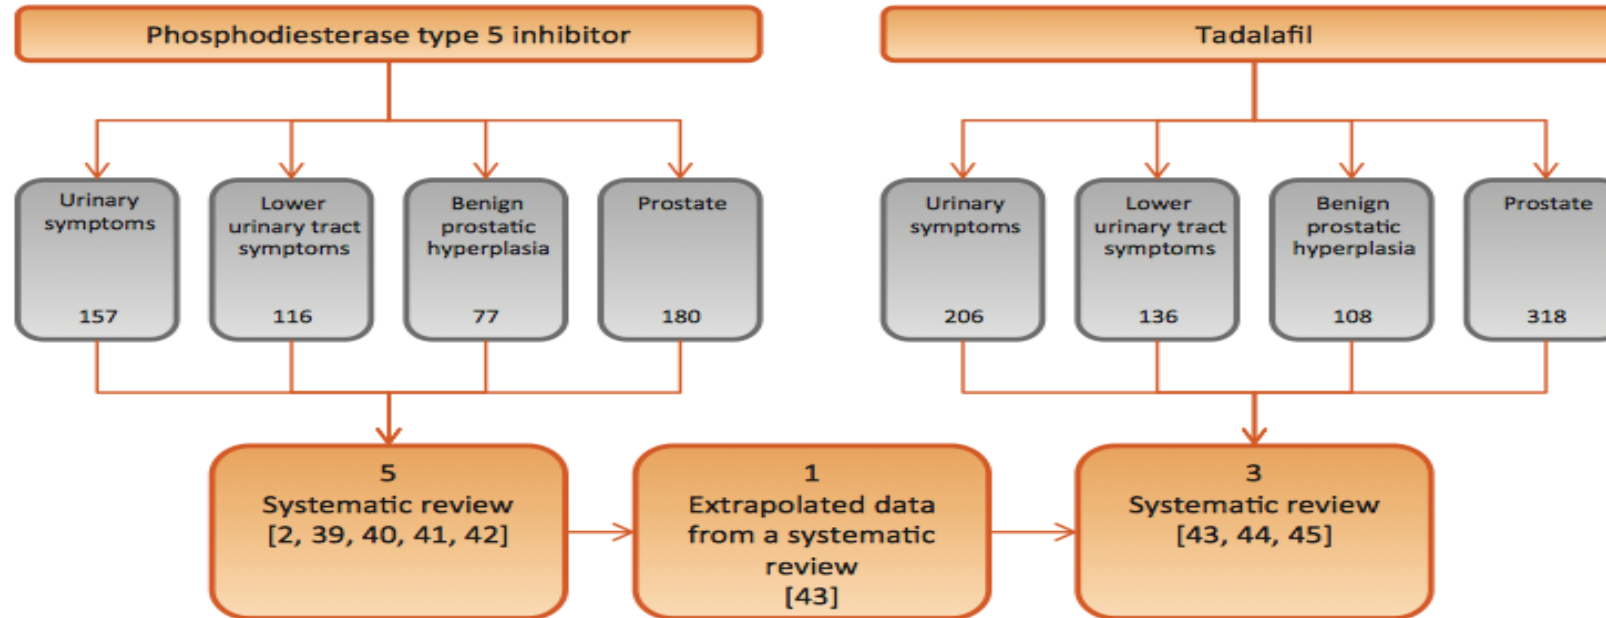 Phosphodiesterase type 5 inhibitor
Tadalafil
Urinary
symptoms
157
Lower
urinary tract
symptoms
116
Benign
prostatic
hyperplasia
77
Prostate
180
Urinary
symptoms
206
Lower
urinary tract
symptoms
136
Benign
prostatic
hyperplasia
108
Prostate
318
5
Systematic review
[2, 39, 40, 41, 42]
1
Extrapolated data
from a systematic
review
[43]
3
Systematic review
[43, 44, 45]